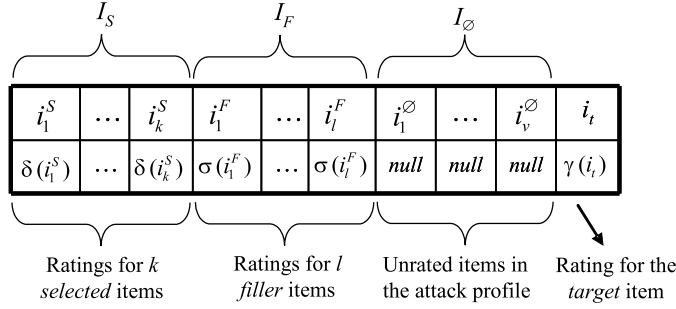 I_S I_F I_∅
i_1^S … i_k^S i_1^F … i_l^F i_1^∅ … i_v^∅ i_t
δ(i_1^S) … δ(i_k^S) σ(i_1^F) … σ(i_l^F) null null null γ(i_t)
Ratings for k
selected items
Ratings for l
filler items
Unrated items in
the attack profile
Rating for the
target item